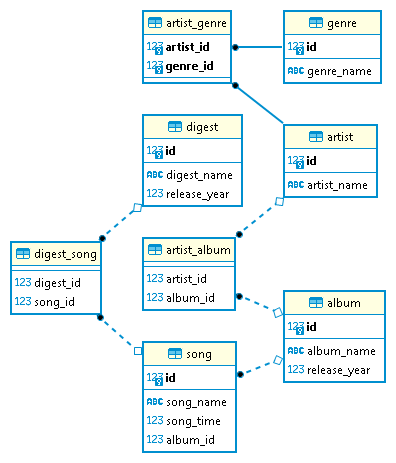 artist_genre
123 artist_id
123 genre_id
genre
123 id
ABC genre_name
digest
123 id
ABC digest_name
123 release_year
artist
123 id
ABC artist_name
digest_song
123 digest_id
123 song_id
artist_album
123 artist_id
123 album_id
album
123 id
ABC album_name
123 release_year
song
123 id
ABC song_name
123 song_time
123 album_id